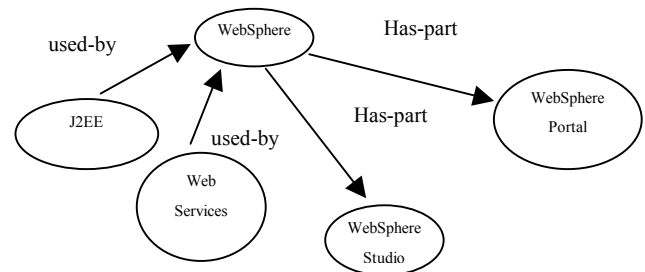 WebSphere
Has-part
used-by
WebSphere
Portal
J2EE
Has-part
used-by
Web
Services
WebSphere
Studio